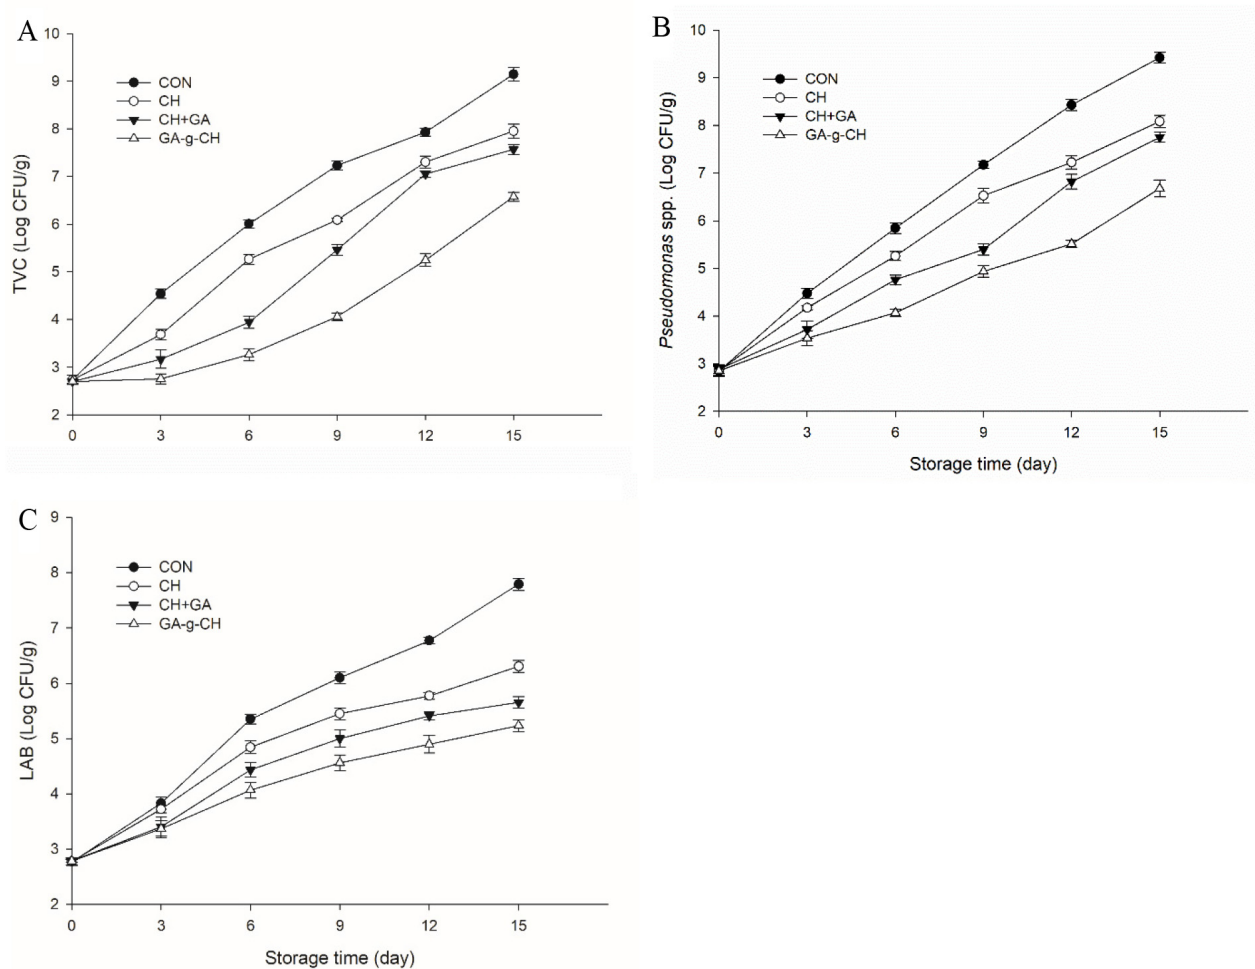 A
10
9
8
7
6
5
4
3
2
TVC (Log CFU/g)
CON
CH
CH+GA
GA-g-CH
0 3 6 9 12 15
B
10
9
8
7
6
5
4
3
2
Pseudomonas spp. (Log CFU/g)
CON
CH
CH+GA
GA-g-CH
0 3 6 9 12 15
Storage time (day)
C
9
8
7
6
5
4
3
2
LAB (Log CFU/g)
CON
CH
CH+GA
GA-g-CH
0 3 6 9 12 15
Storage time (day)